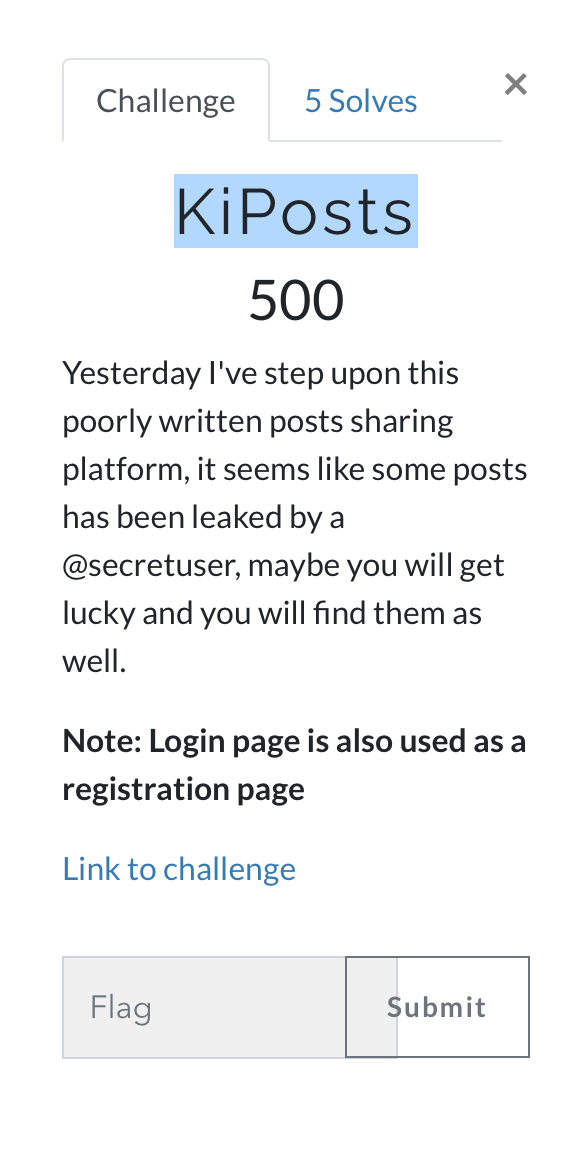 Challenge
5 Solves
×
KiPosts
500
Yesterday I've step upon this
poorly written posts sharing
platform, it seems like some posts
has been leaked by a
@secretuser, maybe you will get
lucky and you will find them as
well.
Note: Login page is also used as a
registration page
Link to challenge
Flag
Submit